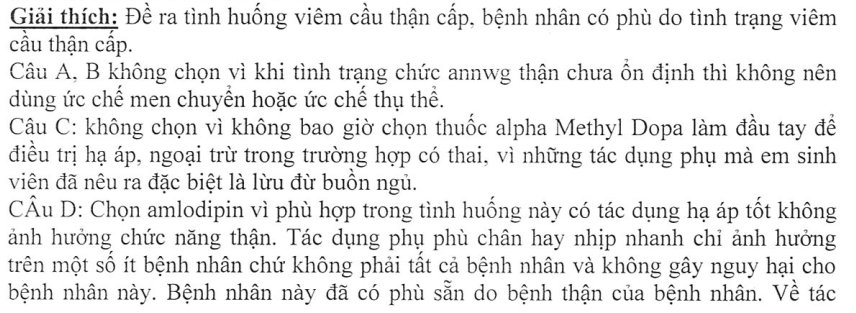 Giải thích: Đề ra tình huống viêm cầu thận cấp, bệnh nhân có phù do tình trạng viêm
cầu thận cấp.
Câu A, B không chọn vì khi tình trạng chức annwg thận chưa ổn định thì không nên
dùng ức chế men chuyển hoặc ức chế thụ thể.
Câu C: không chọn vì không bao giờ chọn thuốc alpha Methyl Dopa làm đầu tay để
điều trị hạ áp, ngoại trừ trong trường hợp có thai, vì những tác dụng phụ mà em sinh
viên đã nêu ra đặc biệt là lừu đừ buồn ngủ.
CÂu D: Chọn amlodipin vì phù hợp trong tình huống này có tác dụng hạ áp tốt không
ảnh hưởng chức năng thận. Tác dụng phụ phù chân hay nhịp nhanh chỉ ảnh hưởng
trên một số ít bệnh nhân chứ không phải tất cả bệnh nhân và không gây nguy hại cho
bệnh nhân này. Bệnh nhân này đã có phù sẵn do bệnh thận của bệnh nhân. Về tác